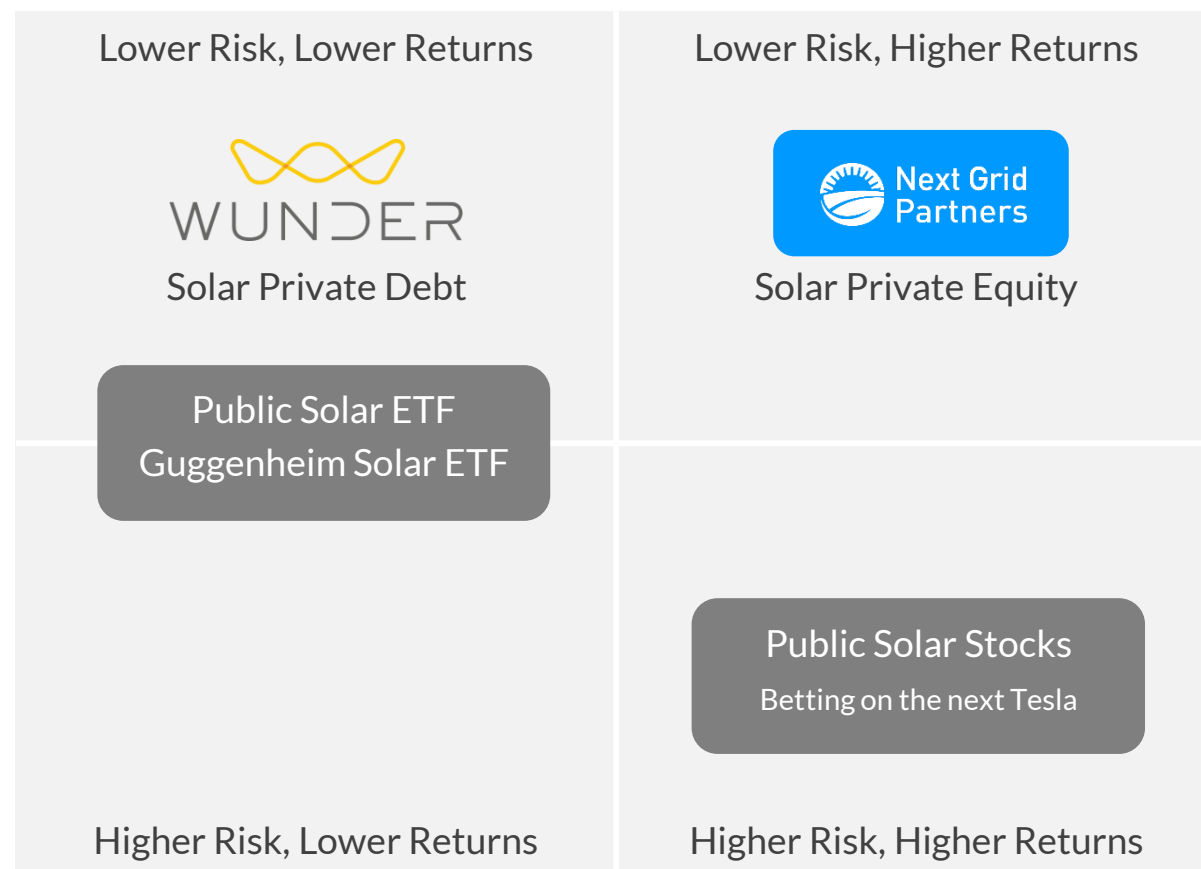 Lower Risk, Lower Returns
Lower Risk, Higher Returns
WUNDER
Solar Private Debt
Next Grid
Partners
Solar Private Equity
Public Solar ETF
Guggenheim Solar ETF
Public Solar Stocks
Betting on the next Tesla
Higher Risk, Lower Returns
Higher Risk, Higher Returns